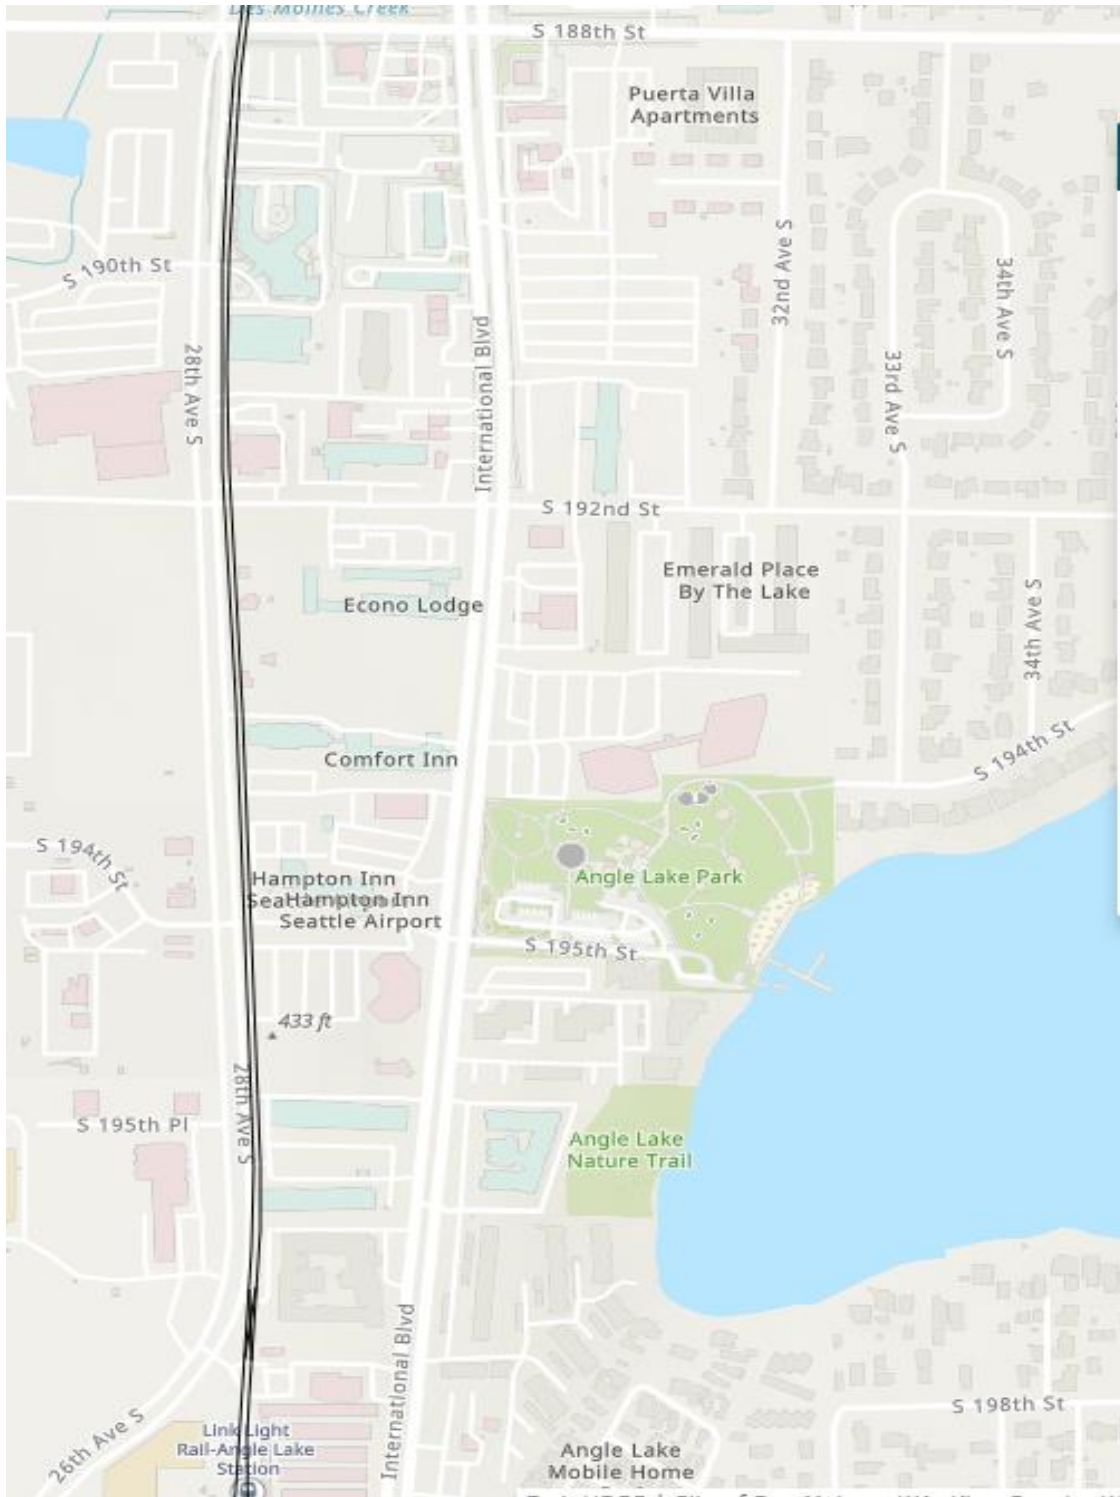 Des Moines Creek
S 188th St
Puerta Villa
Apartments
S 190th St
32nd Ave S
34th Ave S
28th Ave S
International Blvd
33rd Ave S
S 192nd St
Emerald Place
By The Lake
Econo Lodge
34th Ave S
S 194th St
Comfort Inn
S 194th St
Hampton Inn
Hampton Inn
Seattle Airport
Angle Lake Park
S 195th St
433 ft
28th Ave S
S 195th Pl
Angle Lake
Nature Trail
International Blvd
S 198th St
26th Ave S
Link Light
Rail-Angle Lake
Station
Angle Lake
Mobile Home